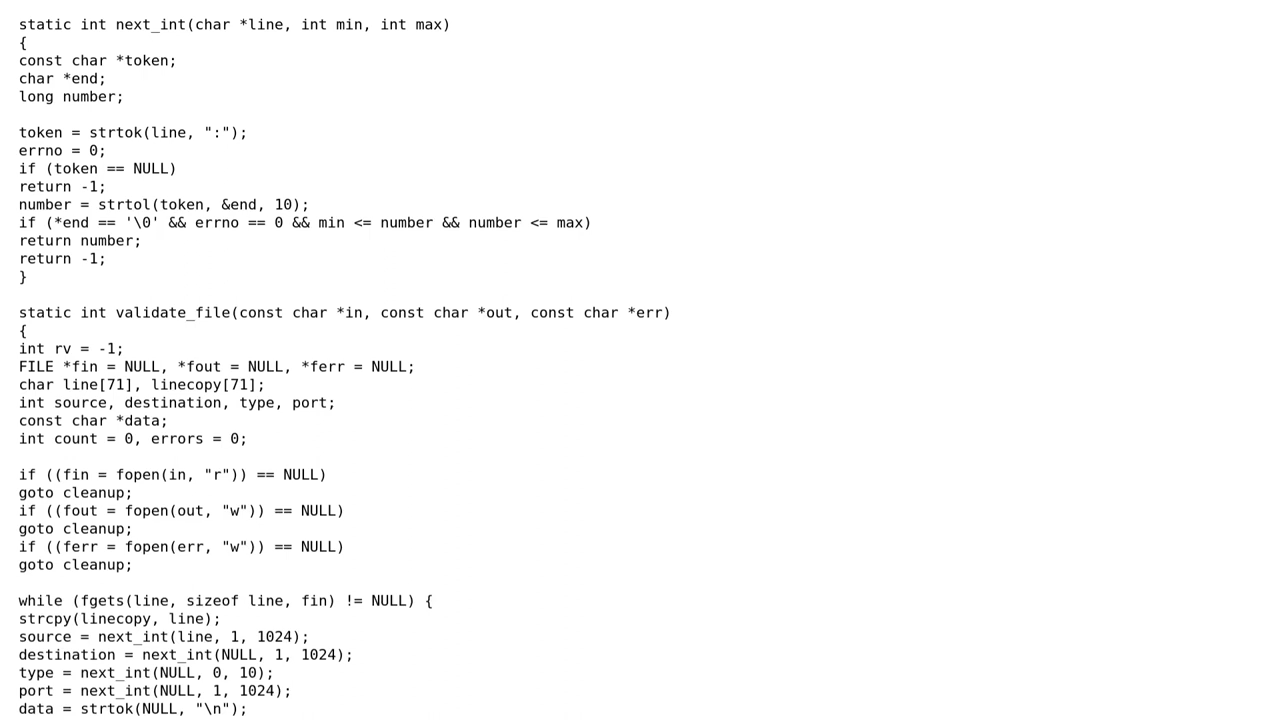 static int next_int(char *line, int min, int max)
{
const char *token;
char *end;
long number;

token = strtok(line, ":");
errno = 0;
if (token == NULL)
return -1;
number = strtol(token, &end, 10);
if (*end == '\0' && errno == 0 && min <= number && number <= max)
return number;
return -1;
}

static int validate_file(const char *in, const char *out, const char *err)
{
int rv = -1;
FILE *fin = NULL, *fout = NULL, *ferr = NULL;
char line[71], linecopy[71];
int source, destination, type, port;
const char *data;
int count = 0, errors = 0;

if ((fin = fopen(in, "r")) == NULL)
goto cleanup;
if ((fout = fopen(out, "w")) == NULL)
goto cleanup;
if ((ferr = fopen(err, "w")) == NULL)
goto cleanup;

while (fgets(line, sizeof line, fin) != NULL) {
strcpy(linecopy, line);
source = next_int(line, 1, 1024);
destination = next_int(NULL, 1, 1024);
type = next_int(NULL, 0, 10);
port = next_int(NULL, 1, 1024);
data = strtok(NULL, "\n");